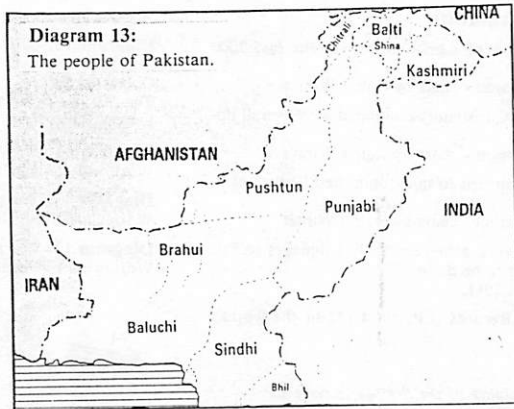 Diagram 13:
The people of Pakistan.
CHINA
Chitrali
Balti
Shina
Kashmiri
AFGHANISTAN
Pushtun
Punjabi
INDIA
Brahui
IRAN
Baluchi
Sindhi
Bhil